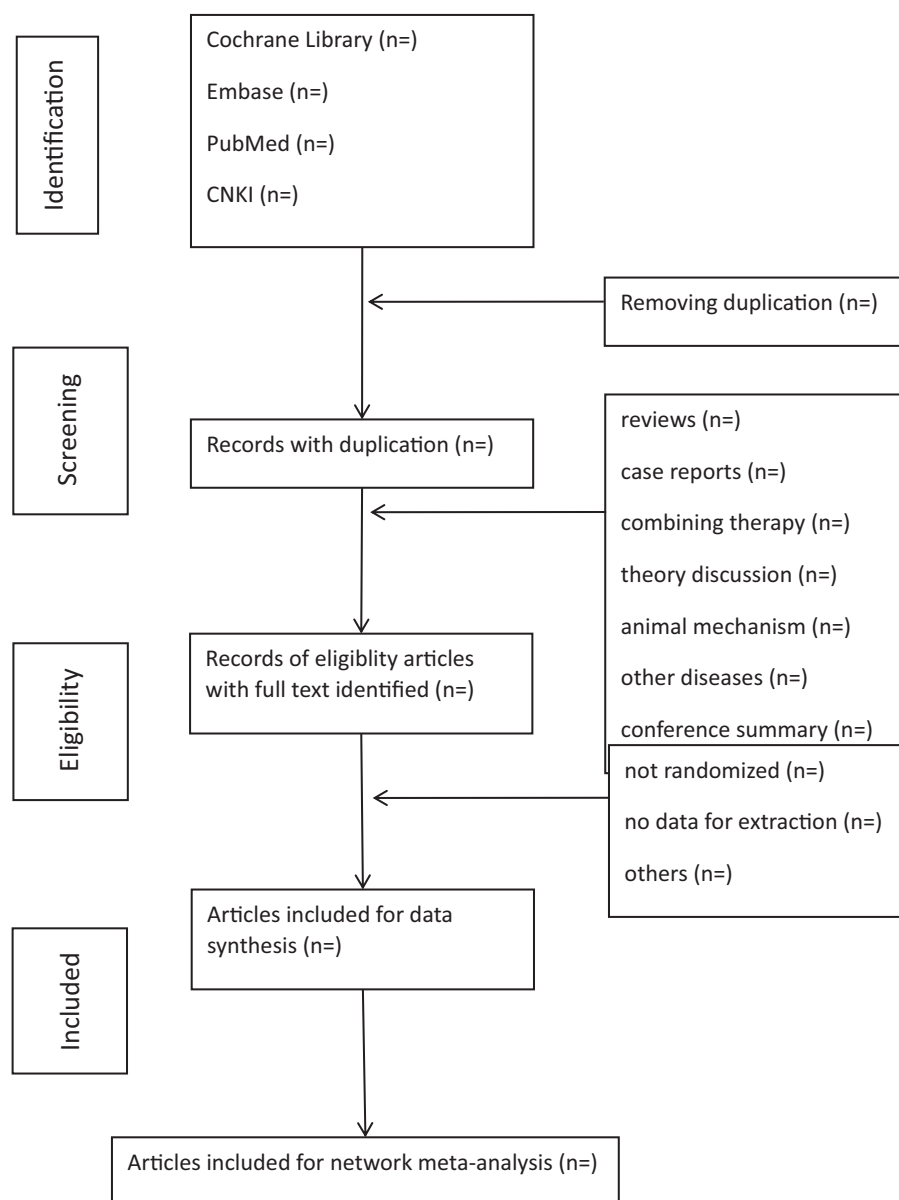 Identification
Cochrane Library (n=)
Embase (n=)
PubMed (n=)
CNKI (n=)
Removing duplication (n=)
Screening
Records with duplication (n=)
reviews (n=)
case reports (n=)
combining therapy (n=)
theory discussion (n=)
animal mechanism (n=)
other diseases (n=)
conference summary (n=)
Eligibility
Records of eligiblity articles
with full text identified (n=)
not randomized (n=)
no data for extraction (n=)
others (n=)
Included
Articles included for data
synthesis (n=)
Articles included for network meta-analysis (n=)